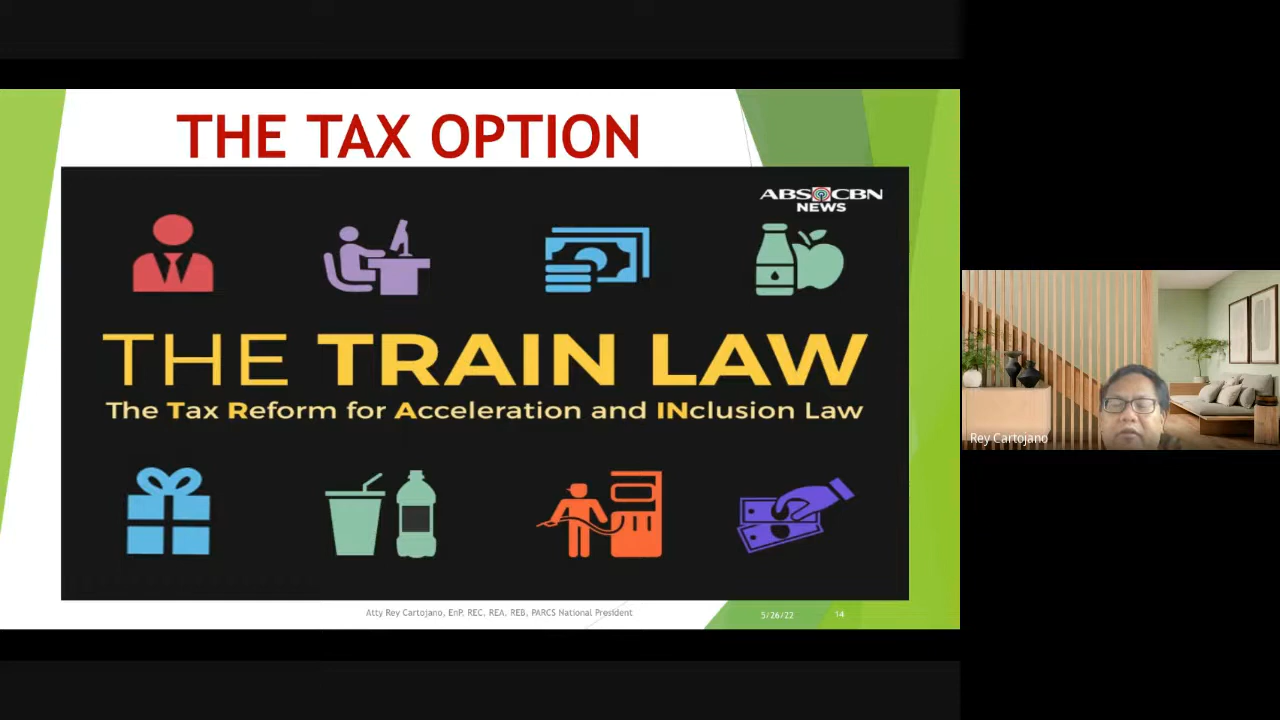 THE TAX OPTION
ABS CBN
NEWS
THE TRAIN LAW
The Tax Reform for Acceleration and INclusion Law
Rey Cartojano
Atty Rey Cartojano, EnP, REC, REA, REB, PARCS National President
5/26/22
14